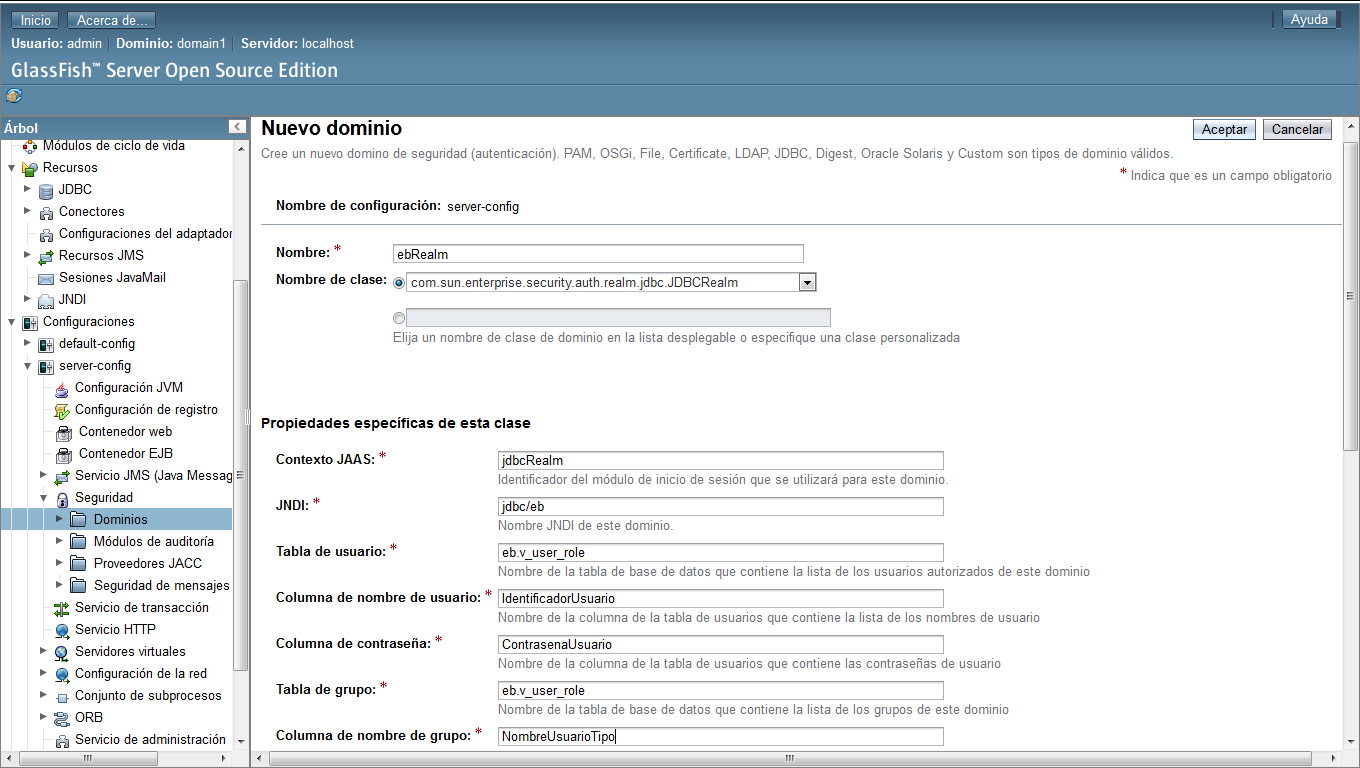 Inicio Acerca de... Ayuda
Usuario: admin Dominio: domain1 Servidor: localhost
GlassFish™ Server Open Source Edition
Árbol
Módulos de ciclo de vida
Recursos
JDBC
Conectores
Configuraciones del adaptador
Recursos JMS
Sesiones JavaMail
JNDI
Configuraciones
default-config
server-config
Configuración JVM
Configuración de registro
Contenedor web
Contenedor EJB
Servicio JMS (Java Messag
Seguridad
Dominios
Módulos de auditoría
Proveedores JACC
Seguridad de mensajes
Servicio de transacción
Servicio HTTP
Servidores virtuales
Configuración de la red
Conjunto de subprocesos
ORB
Servicio de administración
Nuevo dominio
Aceptar Cancelar
Cree un nuevo domino de seguridad (autenticación). PAM, OSGi, File, Certificate, LDAP, JDBC, Digest, Oracle Solaris y Custom son tipos de dominio válidos.
* Indica que es un campo obligatorio
Nombre de configuración: server-config
Nombre: * ebRealm
Nombre de clase: com.sun.enterprise.security.auth.realm.jdbc.JDBCRealm
Elija un nombre de clase de dominio en la lista desplegable o especifique una clase personalizada
Propiedades específicas de esta clase
Contexto JAAS: * jdbcRealm
Identificador del módulo de inicio de sesión que se utilizará para este dominio.
JNDI: * jdbc/eb
Nombre JNDI de este dominio.
Tabla de usuario: * eb.v_user_role
Nombre de la tabla de base de datos que contiene la lista de los usuarios autorizados de este dominio
Columna de nombre de usuario: * IdentificadorUsuario
Nombre de la columna de la tabla de usuarios que contiene la lista de los nombres de usuario
Columna de contraseña: * ContrasenaUsuario
Nombre de la columna de la tabla de usuarios que contiene las contraseñas de usuario
Tabla de grupo: * eb.v_user_role
Nombre de la tabla de base de datos que contiene la lista de los grupos de este dominio
Columna de nombre de grupo: * NombreUsuarioTipo